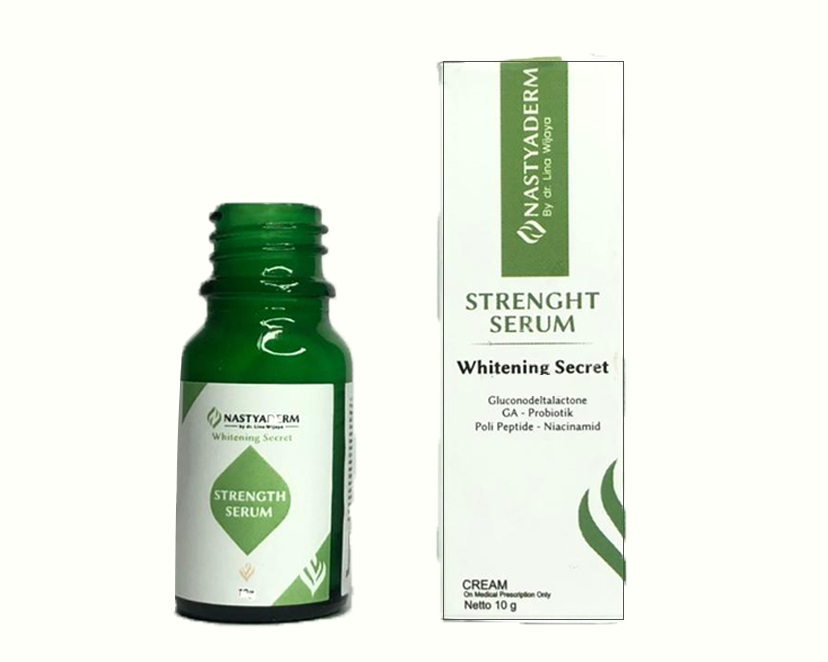 NASTYADERM
by dr. Lina Wijaya
Whitening Secret
STRENGTH
SERUM
NASTYADERM
By dr. Lina Wijaya
STRENGHT
SERUM
Whitening Secret
Gluconodeltalactone
GA - Probiotik
Poli Peptide - Niacinamid
CREAM
On Medical Prescription Only
Netto 10 g